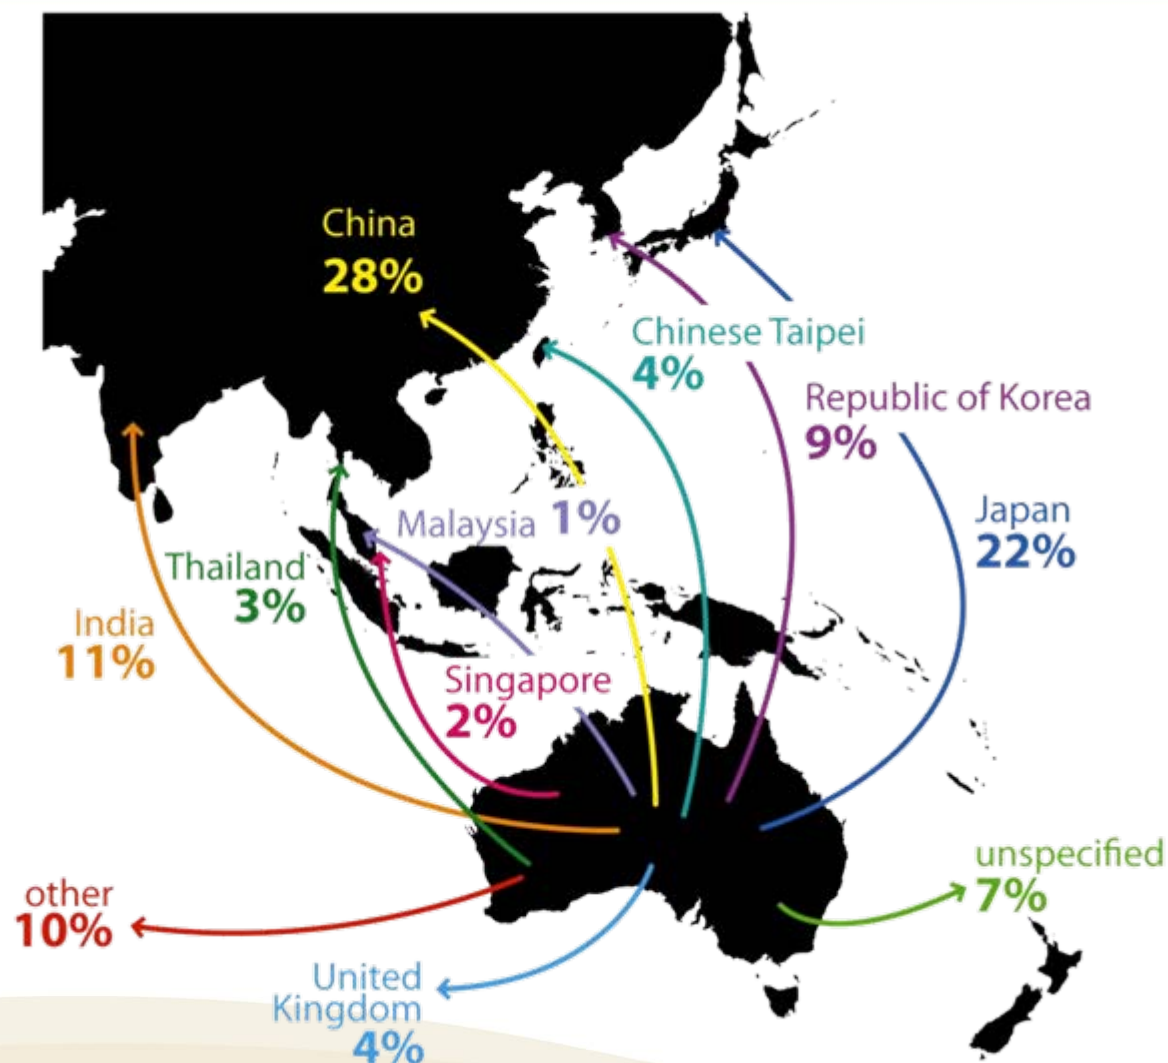 China
28%
Chinese Taipei
4%
Republic of Korea
9%
Japan
22%
Malaysia 1%
Thailand
3%
India
11%
Singapore
2%
unspecified
7%
other
10%
United
Kingdom
4%